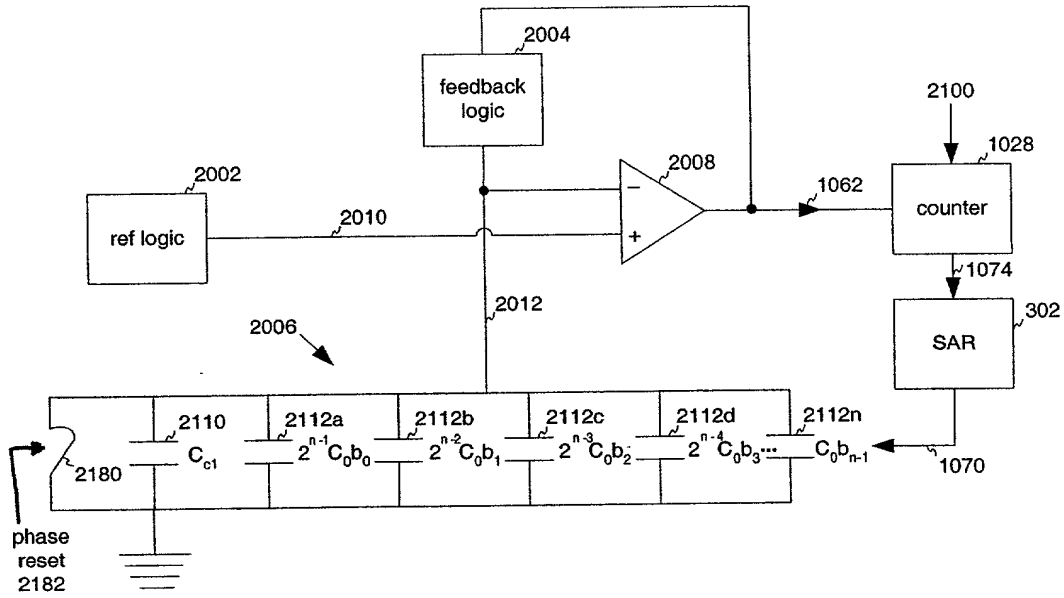 2004
feedback
logic
2100
2002
2008
1028
ref logic
2010
−
+
1062
counter
1074
2012
302
2006
SAR
2110
2112a
2112b
2112c
2112d
2112n
C_c1
2^n-1 C_0b_0
2^n-2 C_0b_1
2^n-3 C_0b_2
2^n-4 C_0b_3...
C_0b_n-1
2180
1070
phase
reset
2182